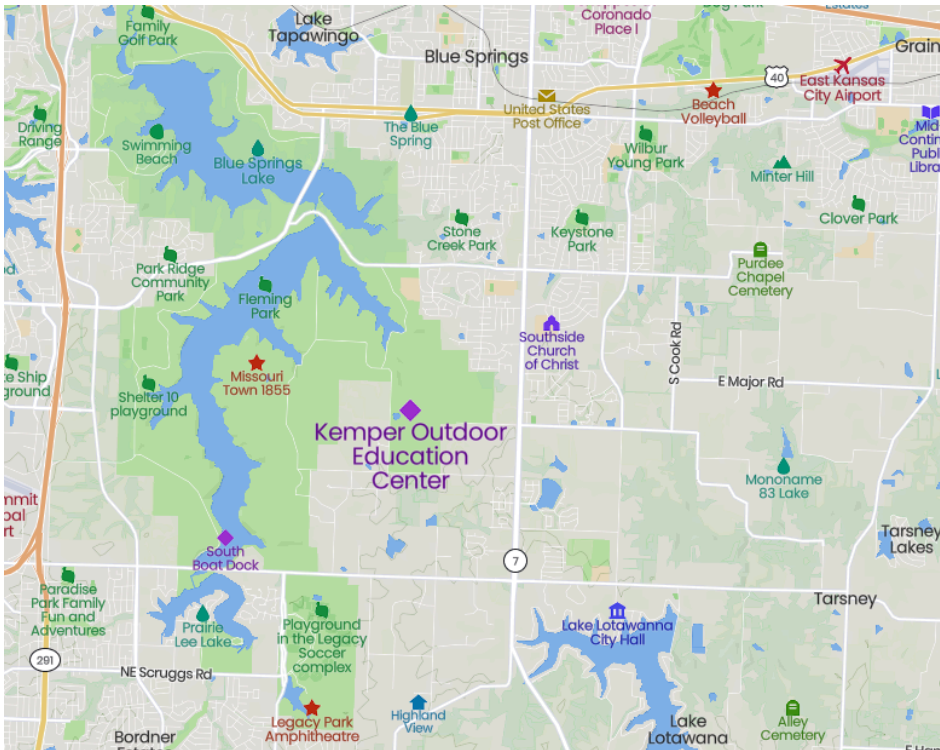 Family
Golf Park
Lake
Tapawingo
Coronado
Place I
Blue Springs
40
Grain
East Kansas
City Airport
Beach
Volleyball
United States
Post Office
The Blue
Spring
Driving
Range
Swimming
Beach
Blue Springs
Lake
Wilbur
Young Park
Minter Hill
Clover Park
Stone
Creek Park
Keystone
Park
Park Ridge
Community
Park
Purdee
Chapel
Cemetery
Fleming
Park
Southside
Church
of Christ
S Cook Rd
E Major Rd
Missouri
Town 1855
Shelter 10
playground
te Ship
ground
Kemper Outdoor
Education
Center
Mononame
83 Lake
Tarsney
Lakes
South
Boat Dock
7
Paradise
Park Family
Fun and
Adventures
Prairie
Lee Lake
Playground
in the Legacy
Soccer
complex
Lake Lotawanna
City Hall
Tarsney
291
NE Scruggs Rd
Legacy Park
Amphitheatre
Highland
View
Lake
Lotawana
Alley
Cemetery
Bordner